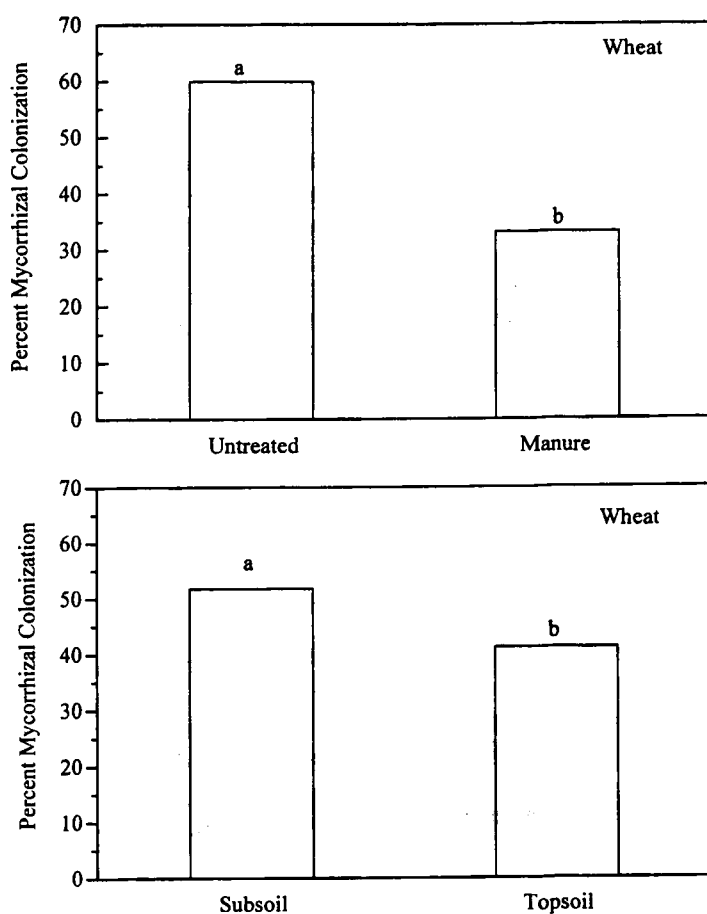 Percent Mycorrhizal Colonization
70
60
50
40
30
20
10
0
Wheat
a
b
Untreated
Manure
Percent Mycorrhizal Colonization
70
60
50
40
30
20
10
0
Wheat
a
b
Subsoil
Topsoil